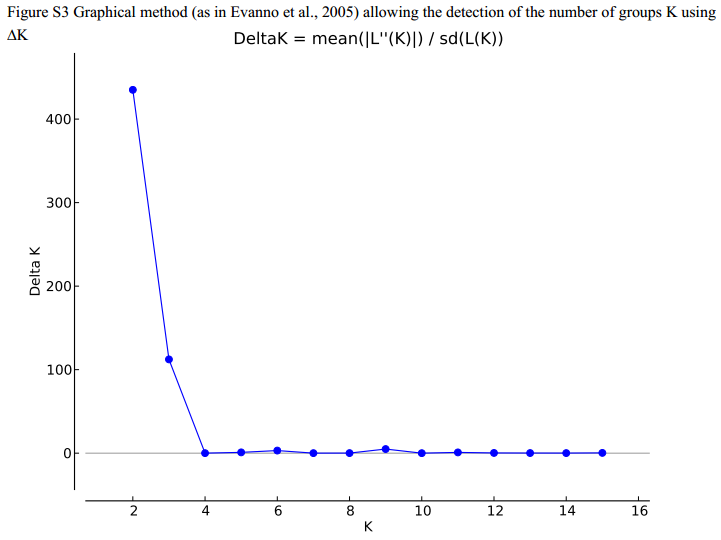 Figure S3 Graphical method (as in Evanno et al., 2005) allowing the detection of the number of groups K using
ΔK
DeltaK = mean(|L''(K)|) / sd(L(K))
400
300
200
100
0
Delta K
2 4 6 8 10 12 14 16
K